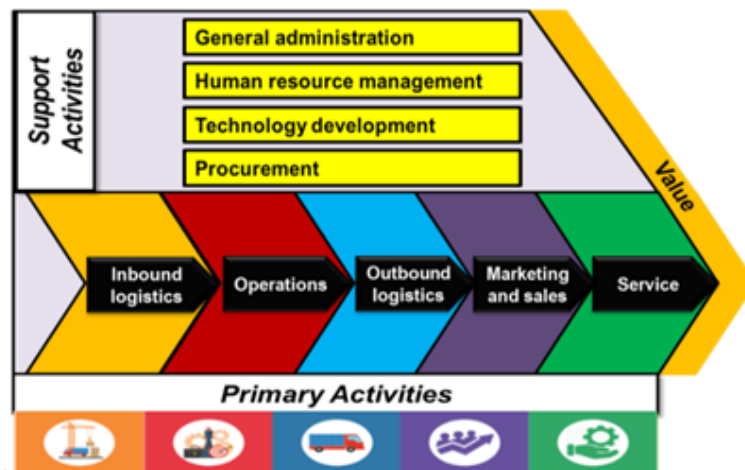 Support
Activities
General administration
Human resource management
Technology development
Procurement
Value
Inbound
logistics
Operations
Outbound
logistics
Marketing
and sales
Service
Primary Activities